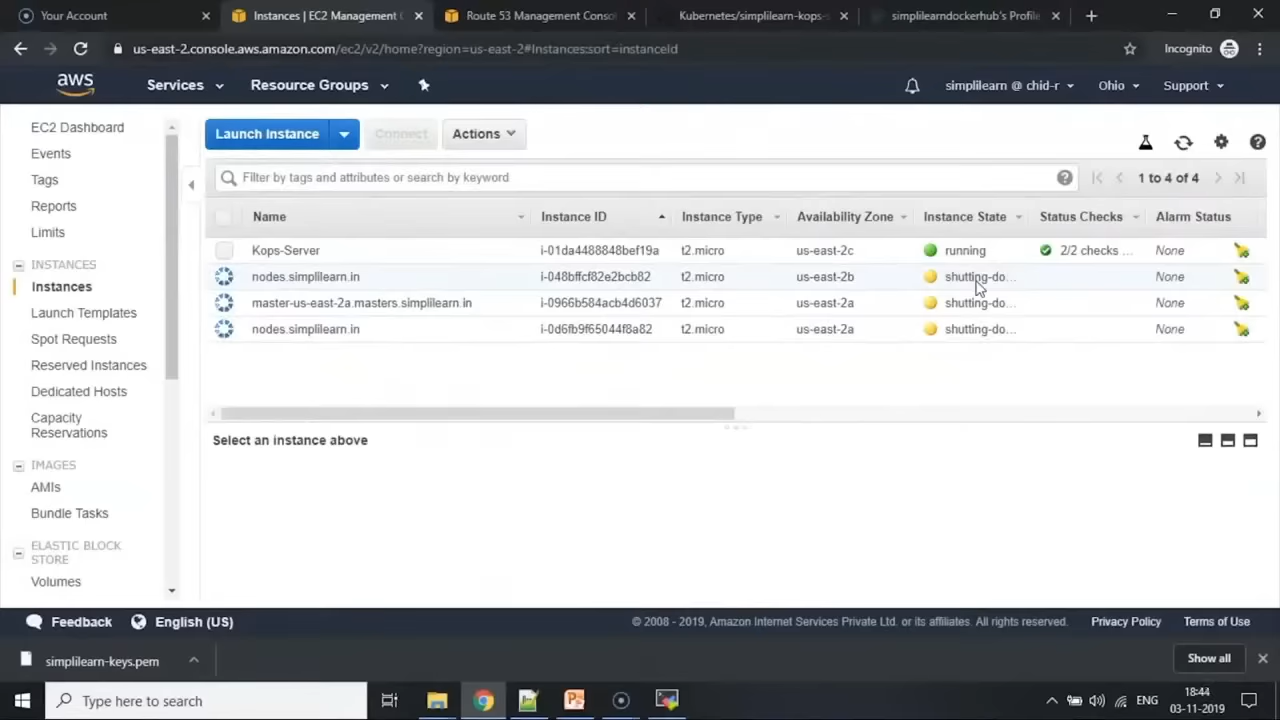 Your Account
Instances | EC2 Management C
Route 53 Management Conso
Kubernetes/simplilearn-kops-s
simplilearndockerhub's Profile
us-east-2.console.aws.amazon.com/ec2/v2/home?region=us-east-2#Instances:sort=instanceId
Incognito
aws
Services
Resource Groups
simplilearn @ chid-r
Ohio
Support
EC2 Dashboard
Events
Tags
Reports
Limits
INSTANCES
Instances
Launch Templates
Spot Requests
Reserved Instances
Dedicated Hosts
Capacity
Reservations
IMAGES
AMIs
Bundle Tasks
ELASTIC BLOCK
STORE
Volumes
Launch Instance
Connect
Actions
Filter by tags and attributes or search by keyword
1 to 4 of 4
Name Instance ID Instance Type Availability Zone Instance State Status Checks Alarm Status
Kops-Server i-01da4488848bef19a t2.micro us-east-2c running 2/2 checks ... None
nodes.simplilearn.in i-048bffcf82e2bcb82 t2.micro us-east-2b shutting-do... None
master-us-east-2a.masters.simplilearn.in i-0966b584acb4d6037 t2.micro us-east-2a shutting-do... None
nodes.simplilearn.in i-0d6fb9f65044f8a82 t2.micro us-east-2a shutting-do... None
Select an instance above
Feedback
English (US)
© 2008 - 2019, Amazon Internet Services Private Ltd. or its affiliates. All rights reserved.
Privacy Policy
Terms of Use
simplilearn-keys.pem
Show all
Type here to search
ENG
18:44
03-11-2019